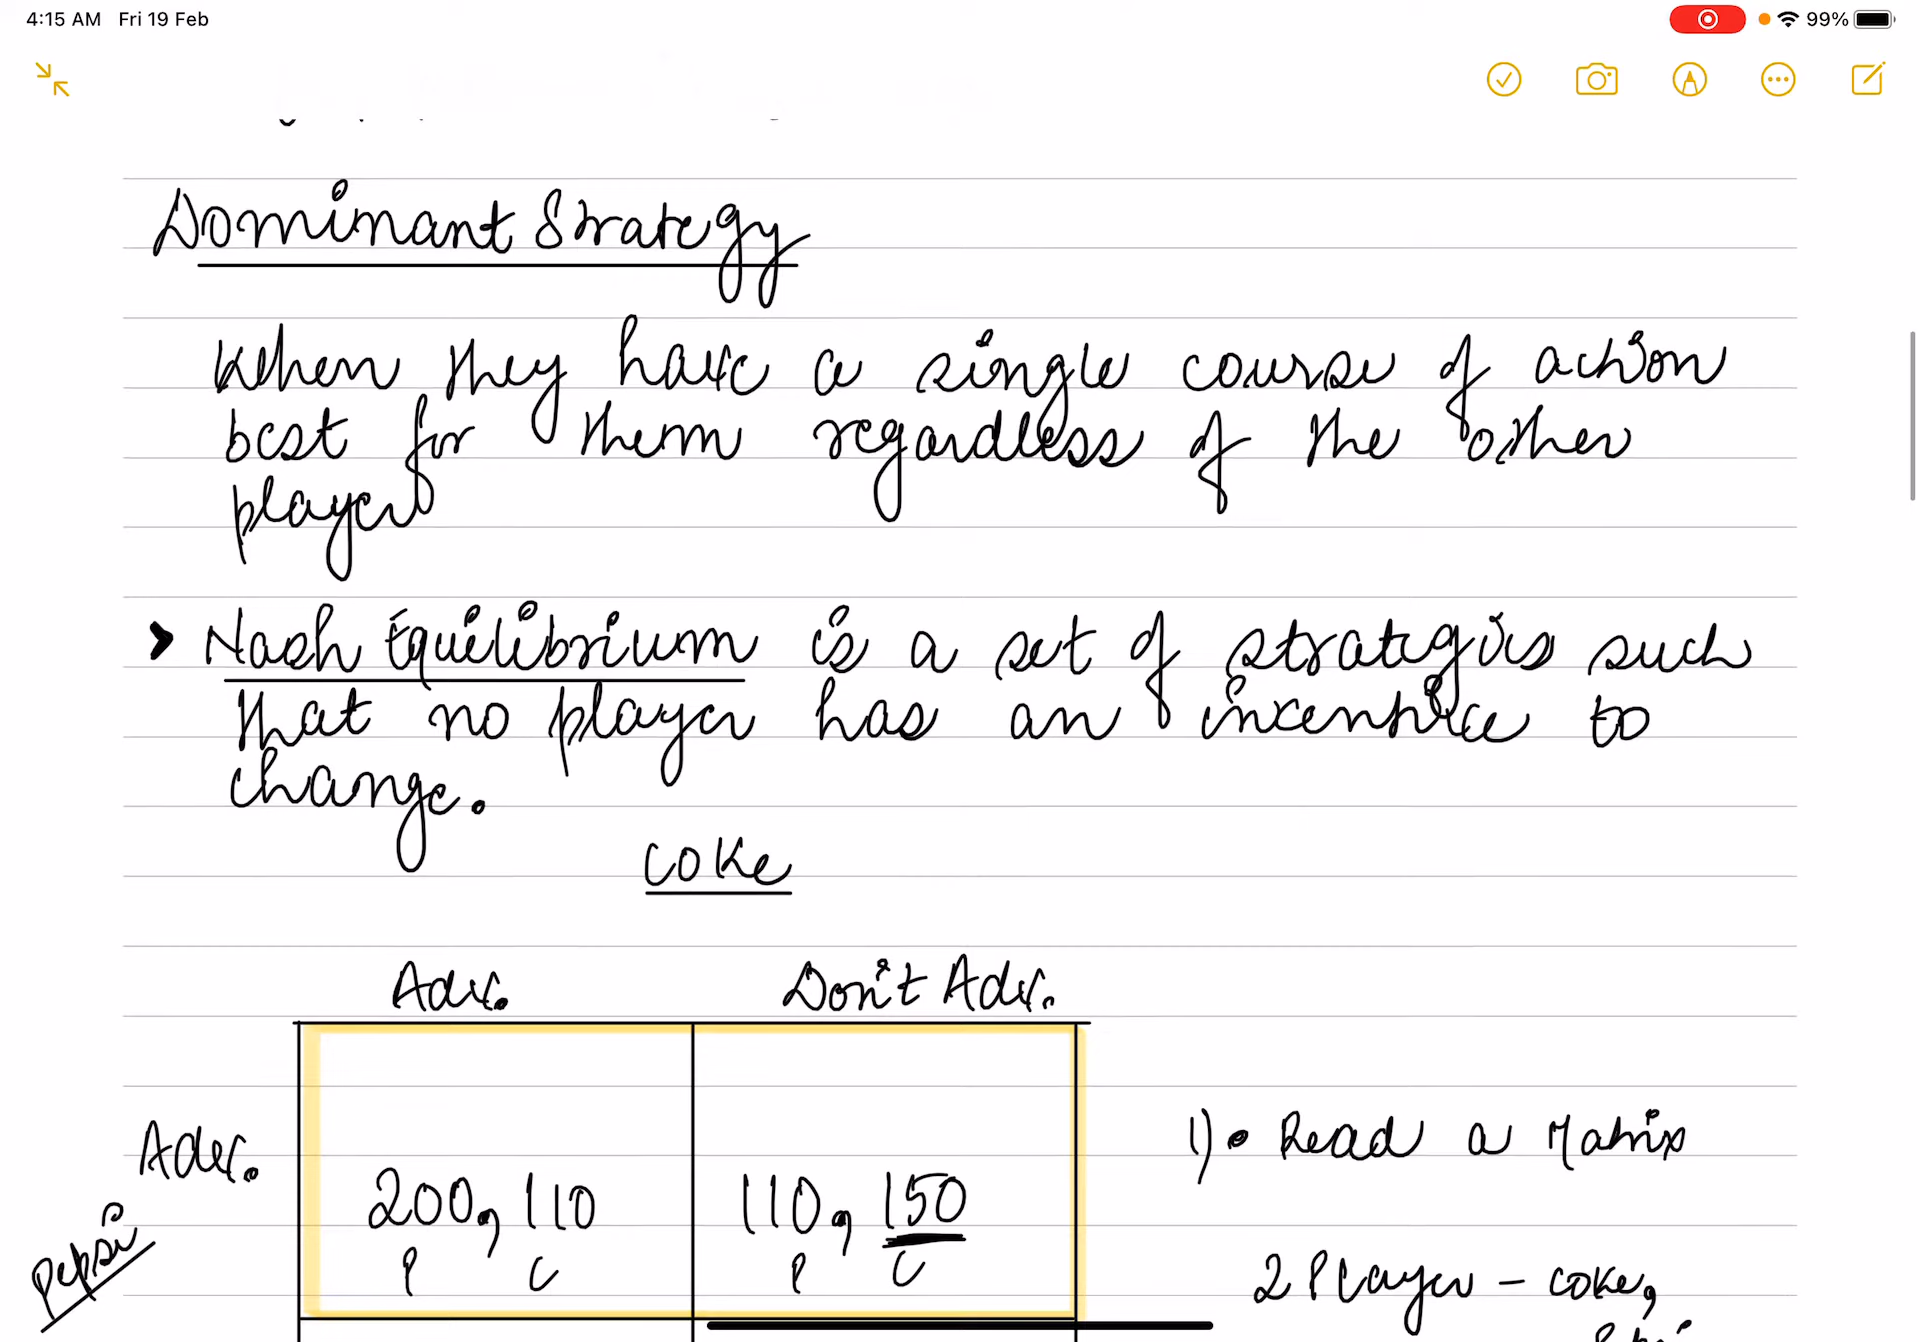 4:15 AM Fri 19 Feb
99%
Dominant Strategy
When they have a single course of action
best for them regardless of the other
player
> Nash Equilibrium is a set of strategies such
that no player has an incentive to
change.
Coke
Adv. Don't Adv.
Adv.
Pepsi
200, 110
P C
110, 150
P C
1) • Read a Matrix
2 Player - Coke,